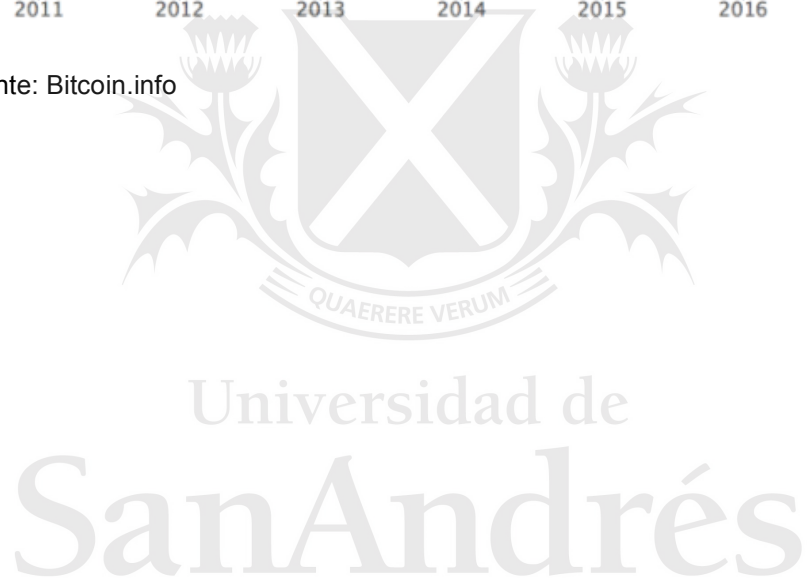 2011 2012 2013 2014 2015 2016
nte: Bitcoin.info
QUAERERE VERUM
Universidad de
SanAndrés